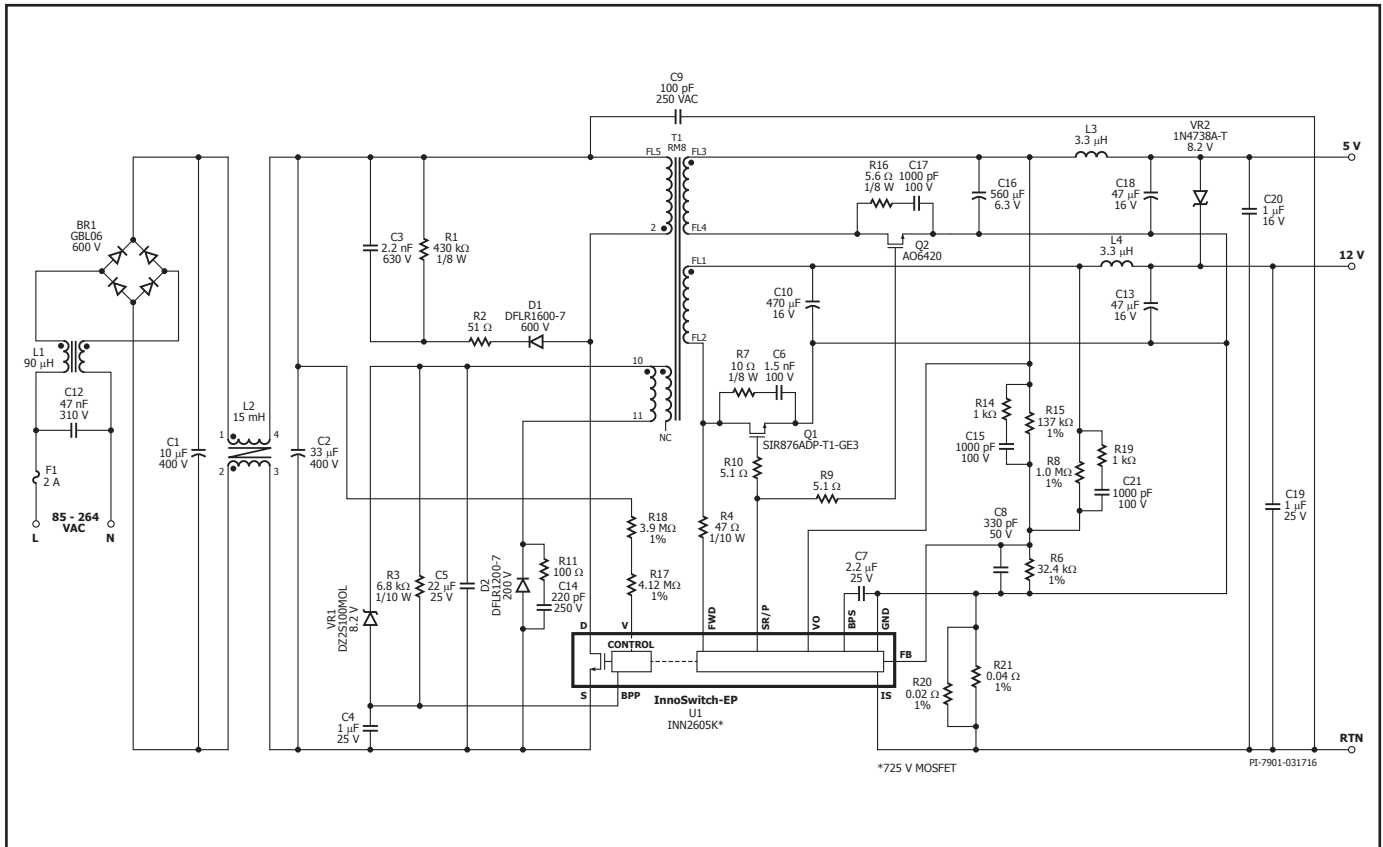 C9
100 pF
250 VAC
T1
RM8
FL5
FL3
2
FL4
FL1
FL2
10
11
NC
R16
5.6 Ω
1/8 W
C17
1000 pF
100 V
Q2
AO6420
C16
560 µF
6.3 V
L3
3.3 µH
C18
47 µF
16 V
VR2
1N4738A-T
8.2 V
C20
1 µF
16 V
5 V
L4
3.3 µH
12 V
C10
470 µF
16 V
C13
47 µF
16 V
BR1
GBL06
600 V
C3
2.2 nF
630 V
R1
430 kΩ
1/8 W
R2
51 Ω
D1
DFLR1600-7
600 V
L1
90 µH
C12
47 nF
310 V
F1
2 A
85 - 264
VAC
L
N
C1
10 µF
400 V
L2
15 mH
1
4
2
3
C2
33 µF
400 V
R7
10 Ω
1/8 W
C6
1.5 nF
100 V
Q1
SIR876ADP-T1-GE3
R10
5.1 Ω
R9
5.1 Ω
R4
47 Ω
1/10 W
R14
1 kΩ
C15
1000 pF
100 V
R15
137 kΩ
1%
R8
1.0 MΩ
1%
R19
1 kΩ
C21
1000 pF
100 V
C19
1 µF
25 V
C8
330 pF
50 V
R6
32.4 kΩ
1%
C7
2.2 µF
25 V
R18
3.9 MΩ
1%
R17
4.12 MΩ
1%
R3
6.8 kΩ
1/10 W
C5
22 µF
25 V
VR1
DZ2S100MOL
8.2 V
D2
DFLR1200-7
200 V
R11
100 Ω
C14
220 pF
250 V
C4
1 µF
25 V
D
V
FWD
SR/P
VO
BPS
GND
CONTROL
FB
S
BPP
IS
InnoSwitch-EP
U1
INN2605K*
R20
0.02 Ω
1%
R21
0.04 Ω
1%
RTN
*725 V MOSFET
PI-7901-031716